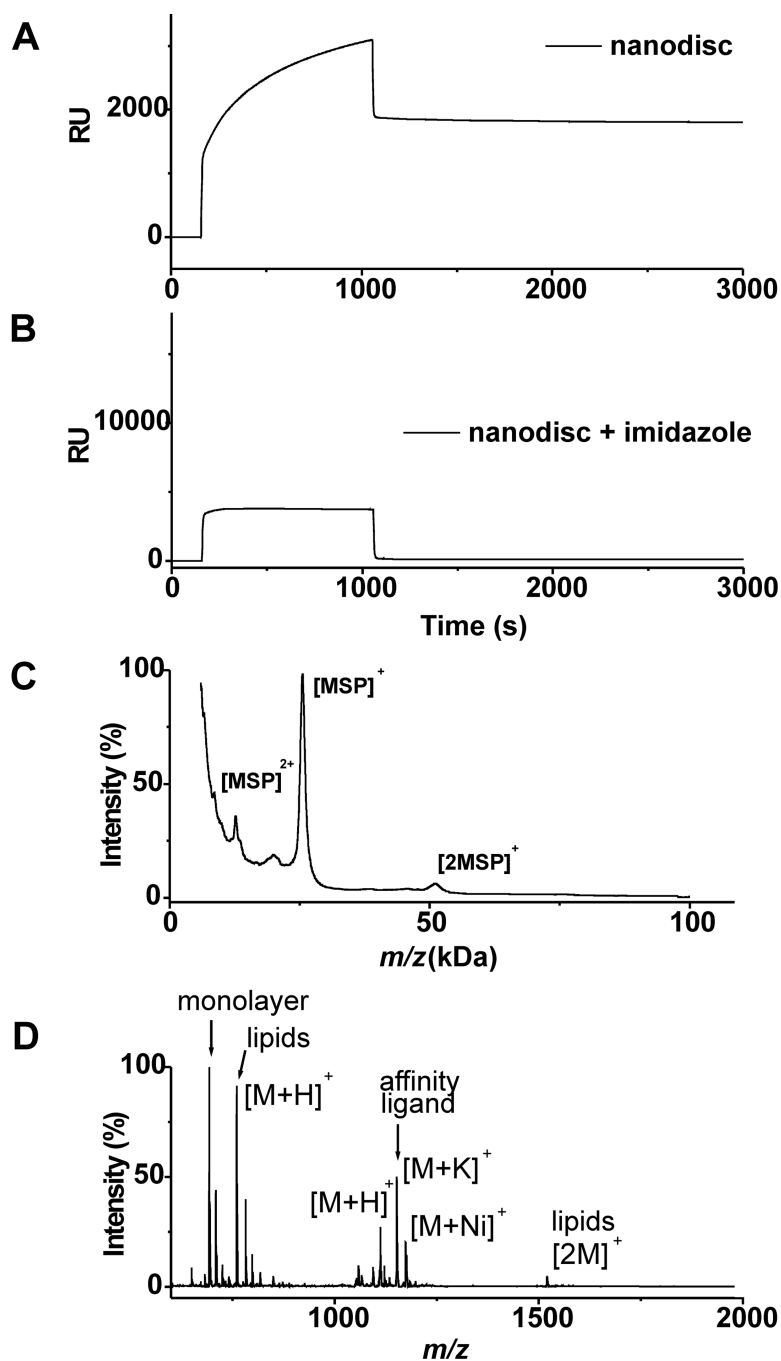 A
nanodisc
RU
2000
0
0 1000 2000 3000
B
RU
10000
nanodisc + imidazole
0
0 1000 2000 3000
Time (s)
C
Intensity (%)
100
50
0
[MSP]+
[MSP]2+
[2MSP]+
0 50 100
m/z(kDa)
D
monolayer
lipids
[M+H]+
affinity
ligand
[M+K]+
[M+H]+
[M+Ni]+
lipids
[2M]+
Intensity (%)
100
50
0
1000 1500 2000
m/z